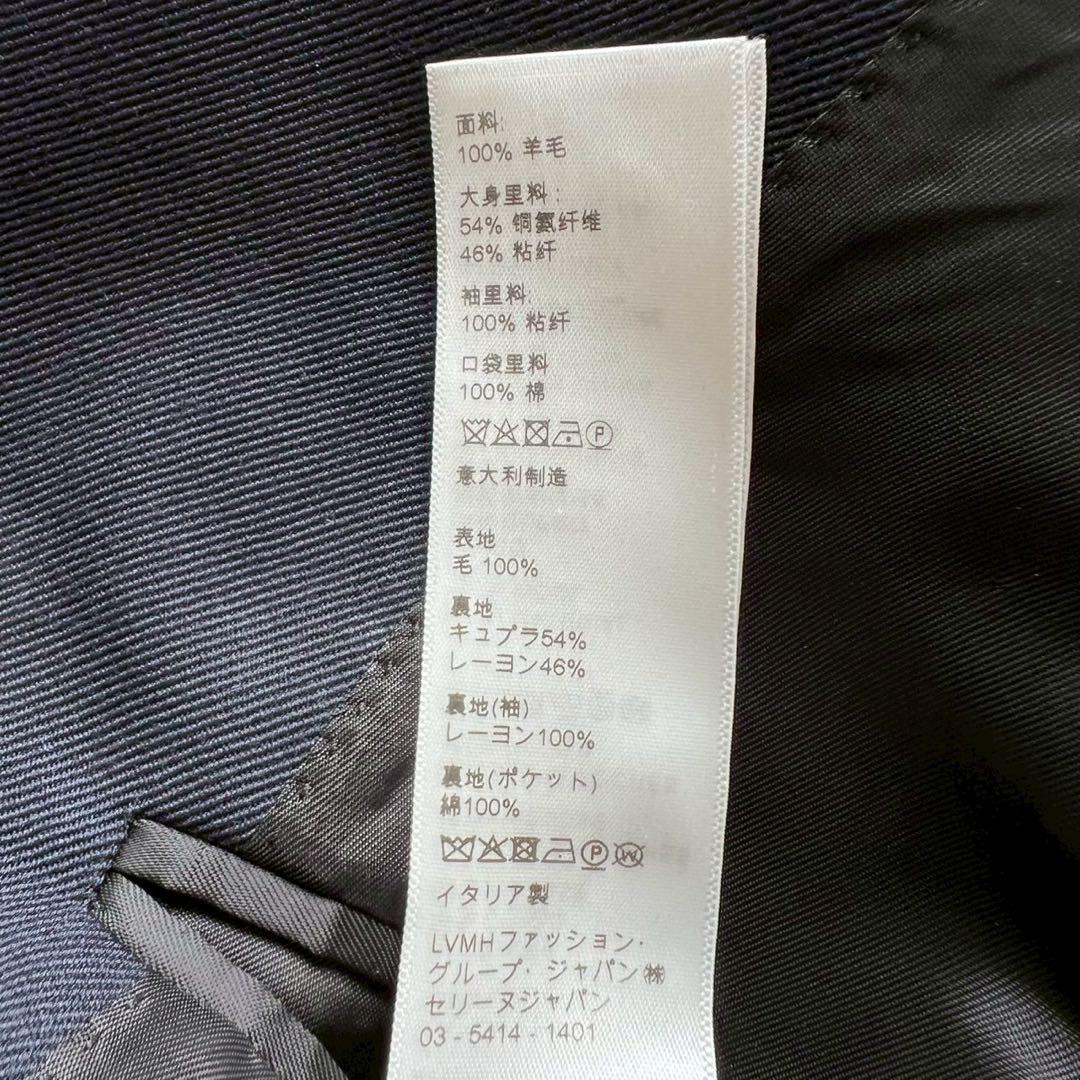 面料:
100% 羊毛
大身里料:
54% 铜氨纤维
46% 粘纤
袖里料:
100% 粘纤
口袋里料
100% 棉
P
意大利制造
表地
毛 100%
裏地
キュプラ54%
レーヨン46%
裏地(袖)
レーヨン100%
裏地(ポケット)
綿100%
P W
イタリア製
LVMHファッション・
グループ・ジャパン㈱
セリーヌジャパン
03-5414-1401